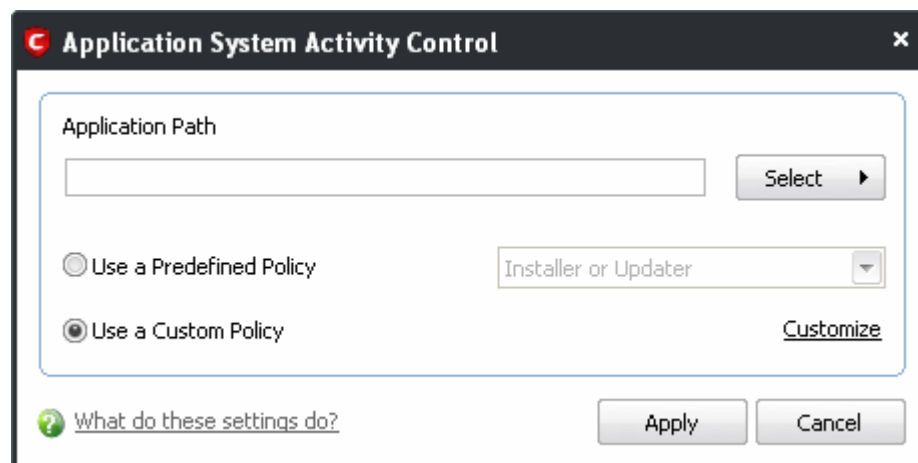 Application System Activity Control
Application Path
Select
Use a Predefined Policy
Installer or Updater
Use a Custom Policy
Customize
What do these settings do?
Apply
Cancel